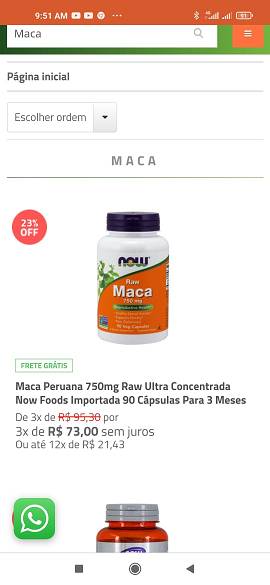 9:51 AM
Maca
Página inicial
Escolher ordem
MACA
23%
OFF
now
Raw
Maca
750 mg
90 Veg Capsules
FRETE GRÁTIS
Maca Peruana 750mg Raw Ultra Concentrada
Now Foods Importada 90 Cápsulas Para 3 Meses
De 3x de R$ 95,30 por
3x de R$ 73,00 sem juros
Ou até 12x de R$ 21,43
NOW